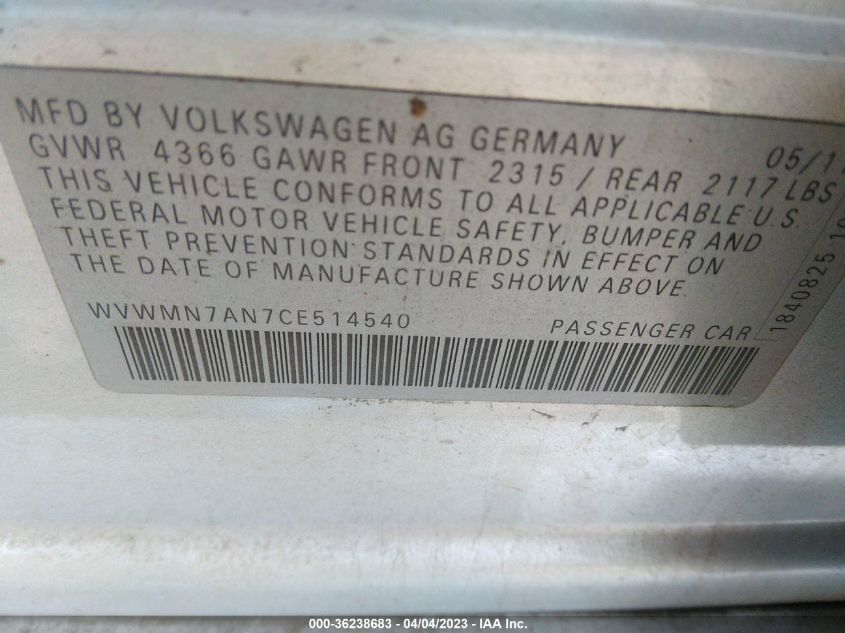 MFD BY VOLKSWAGEN AG GERMANY 05/11
GVWR 4366 GAWR FRONT 2315 / REAR 2117 LBS
THIS VEHICLE CONFORMS TO ALL APPLICABLE U.S.
FEDERAL MOTOR VEHICLE SAFETY, BUMPER AND
THEFT PREVENTION STANDARDS IN EFFECT ON
THE DATE OF MANUFACTURE SHOWN ABOVE.
WVWMN7AN7CE514540 PASSENGER CAR
1840825
000-36238683 - 04/04/2023 - IAA Inc.